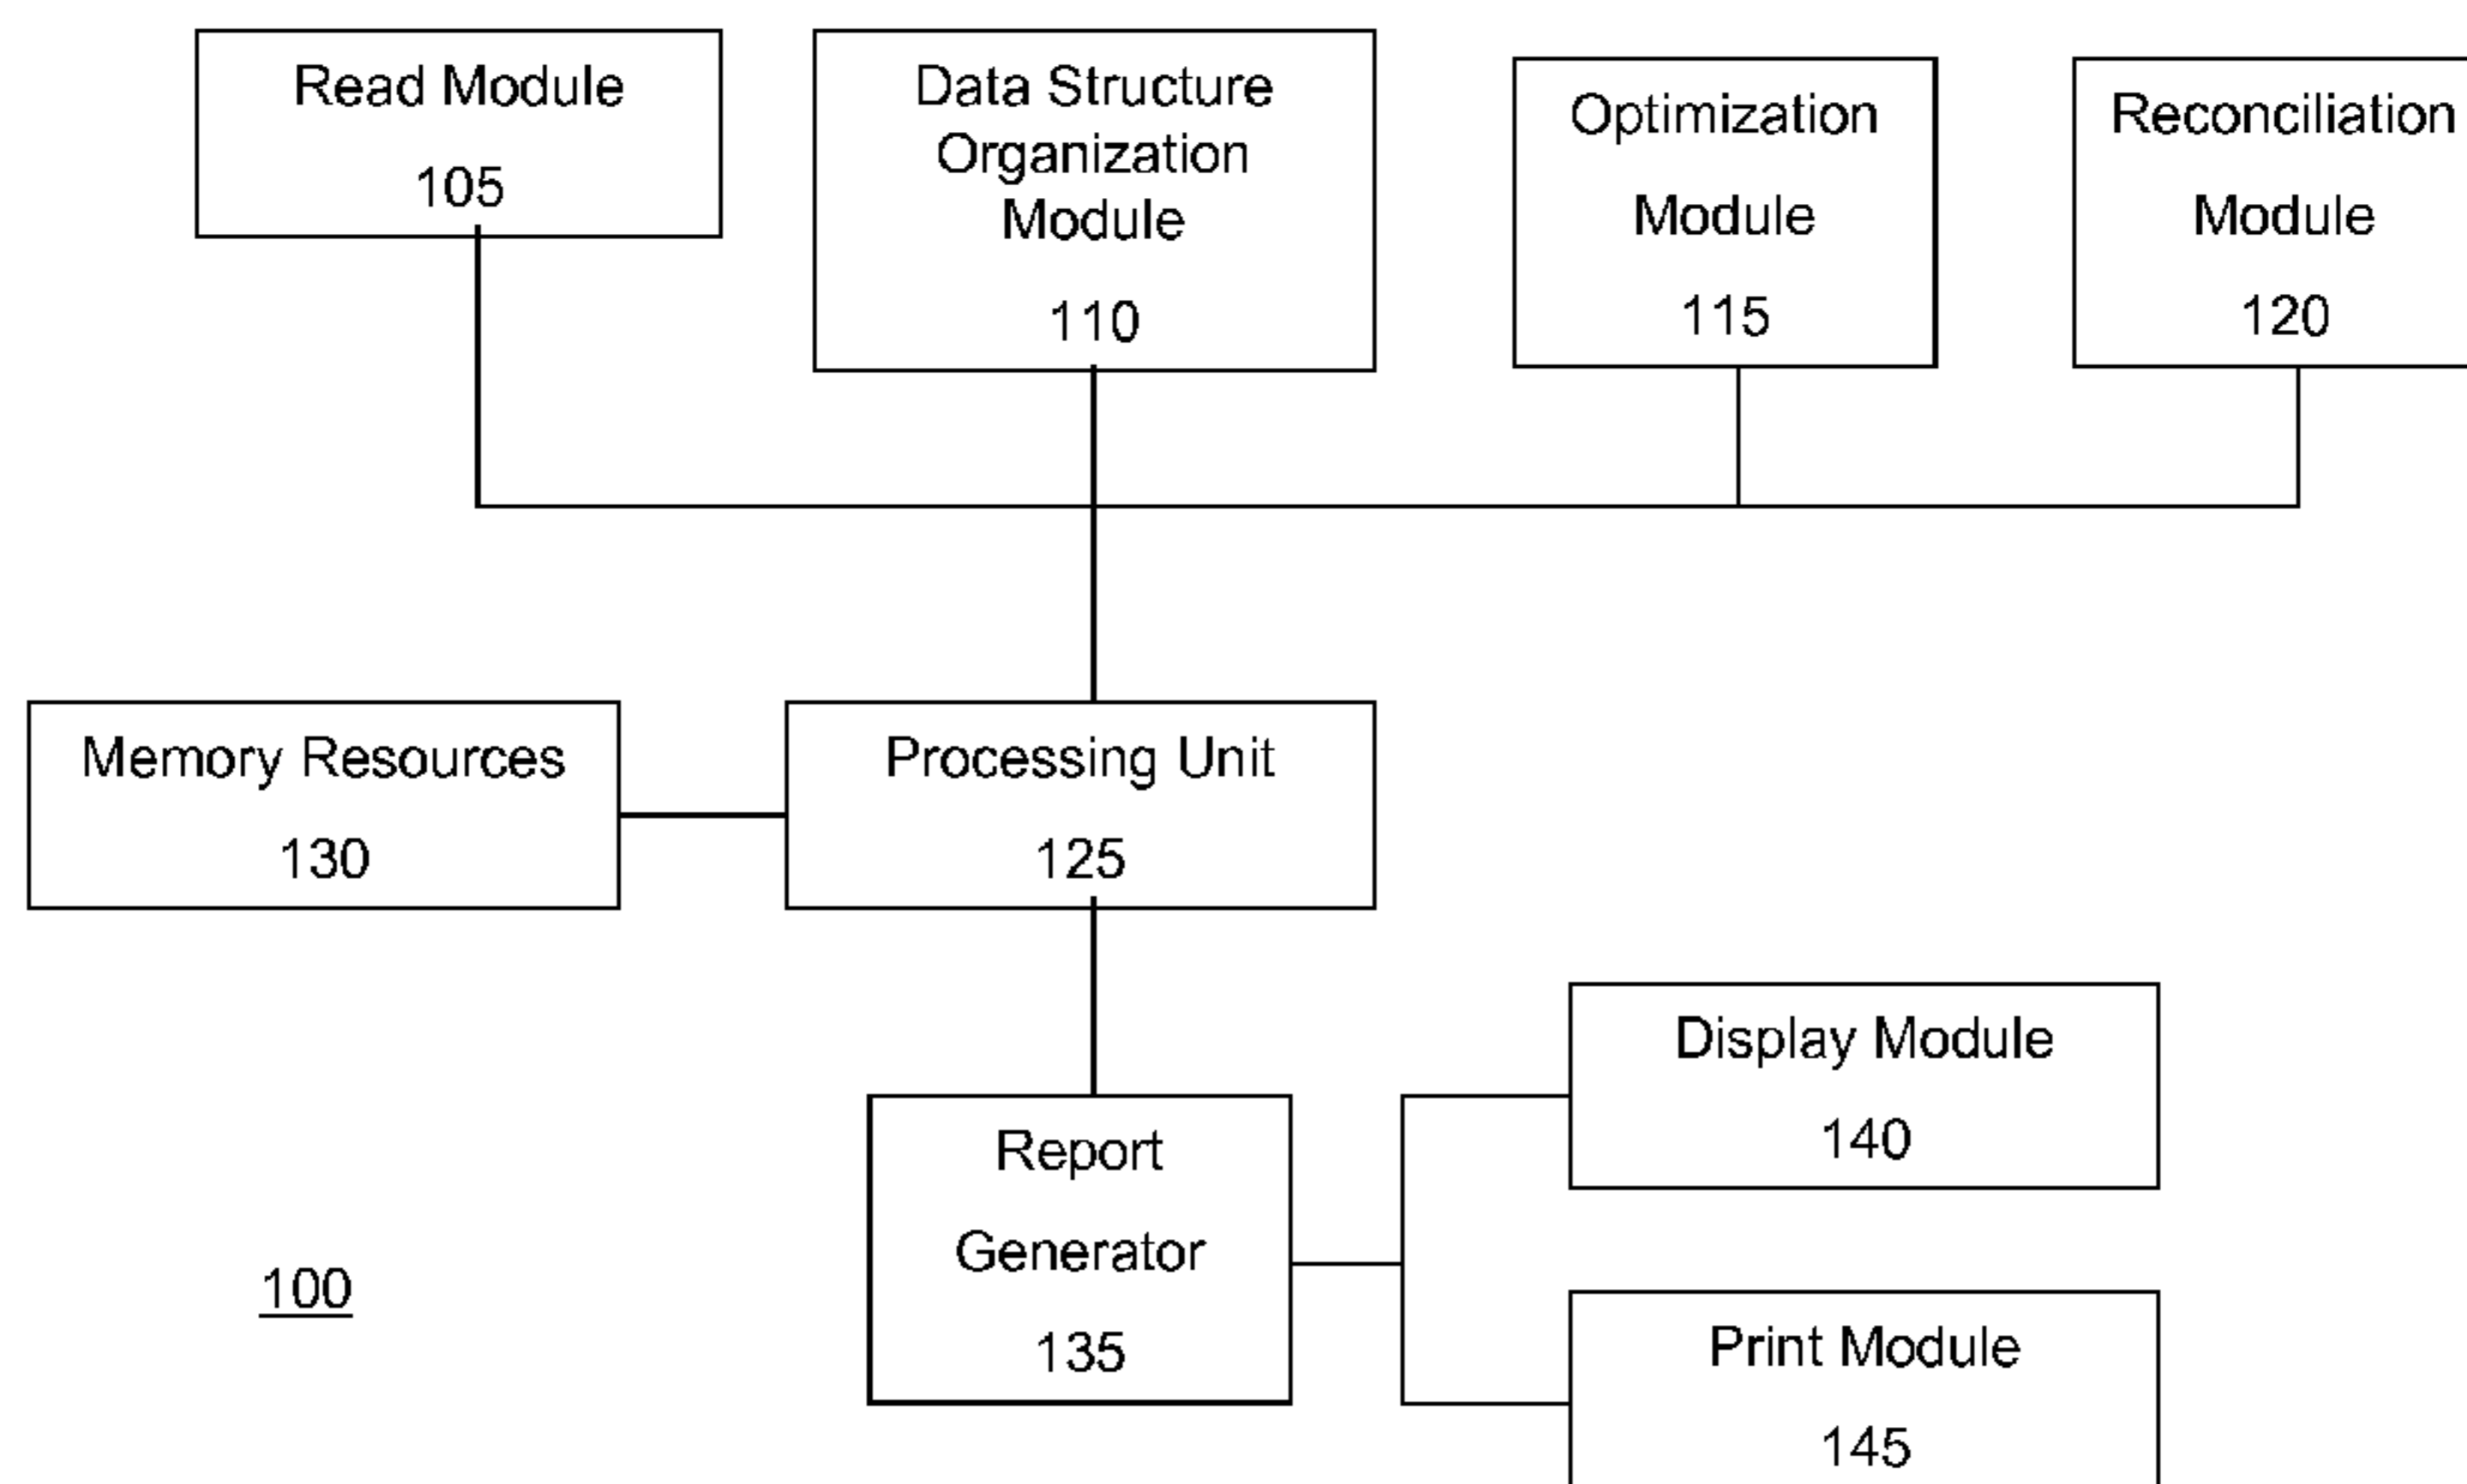 Read Module
105
Data Structure
Organization
Module
110
Optimization
Module
115
Reconciliation
Module
120
Memory Resources
130
Processing Unit
125
Report
Generator
135
Display Module
140
Print Module
145
100